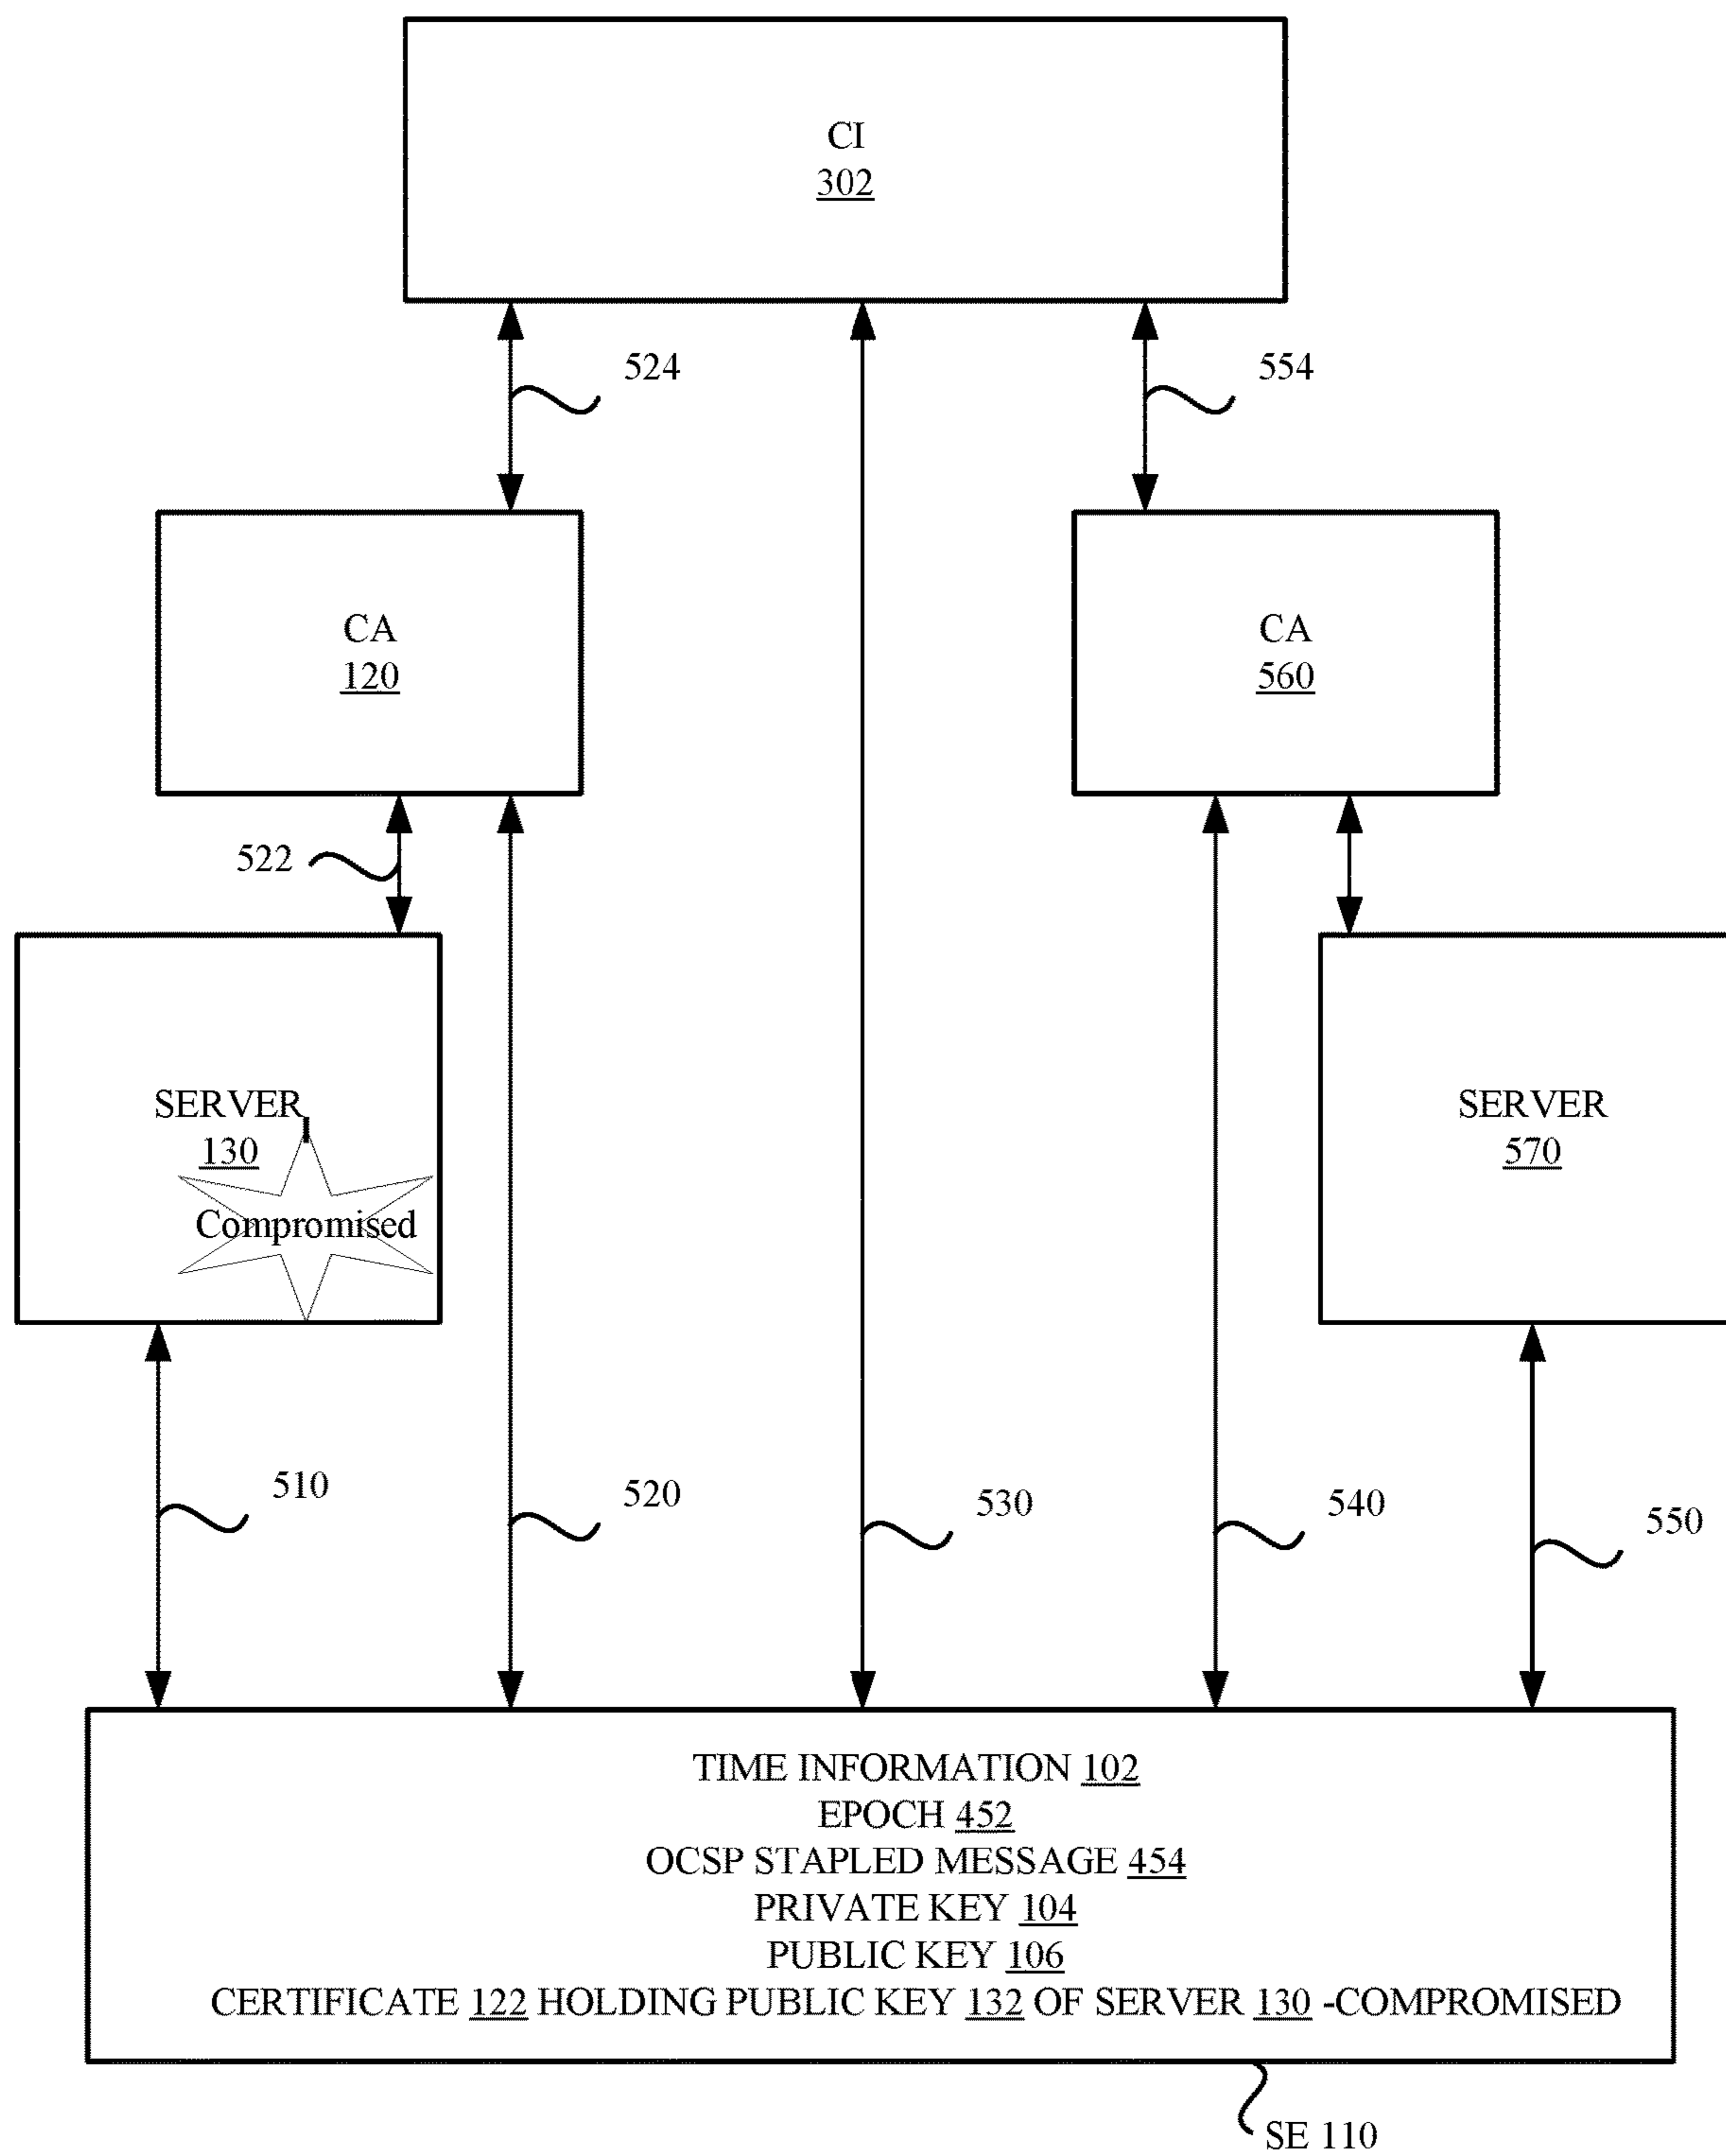 CI
302
524
554
CA
120
CA
560
522
SERVER
130
Compromised
SERVER
570
510
520
530
540
550
TIME INFORMATION 102
EPOCH 452
OCSP STAPLED MESSAGE 454
PRIVATE KEY 104
PUBLIC KEY 106
CERTIFICATE 122 HOLDING PUBLIC KEY 132 OF SERVER 130 -COMPROMISED
SE 110